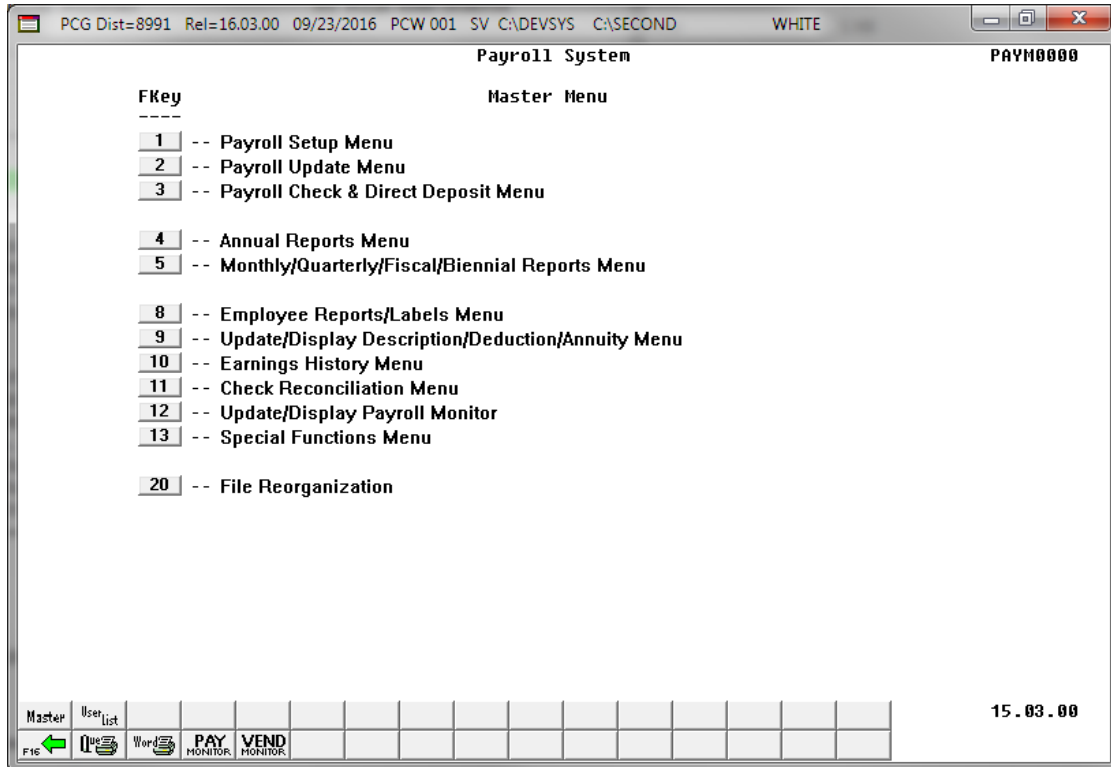 PCG Dist=8991 Rel=16.03.00 09/23/2016 PCW 001 SV C:\DEVSYS C:\SECOND WHITE
Payroll System PAYM0000
FKey Master Menu
----
1 -- Payroll Setup Menu
2 -- Payroll Update Menu
3 -- Payroll Check & Direct Deposit Menu
4 -- Annual Reports Menu
5 -- Monthly/Quarterly/Fiscal/Biennial Reports Menu
8 -- Employee Reports/Labels Menu
9 -- Update/Display Description/Deduction/Annuity Menu
10 -- Earnings History Menu
11 -- Check Reconciliation Menu
12 -- Update/Display Payroll Monitor
13 -- Special Functions Menu
20 -- File Reorganization
Master User List 15.03.00
F16 Que Word PAY MONITOR VEND MONITOR